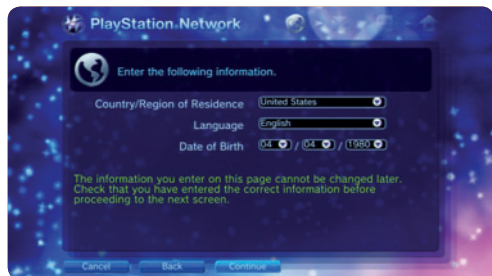 PlayStation®Network
Enter the following information.
Country/Region of Residence United States
Language English
Date of Birth 04 / 04 / 1980
The information you enter on this page cannot be changed later.
Check that you have entered the correct information before
proceeding to the next screen.
Cancel Back Continue